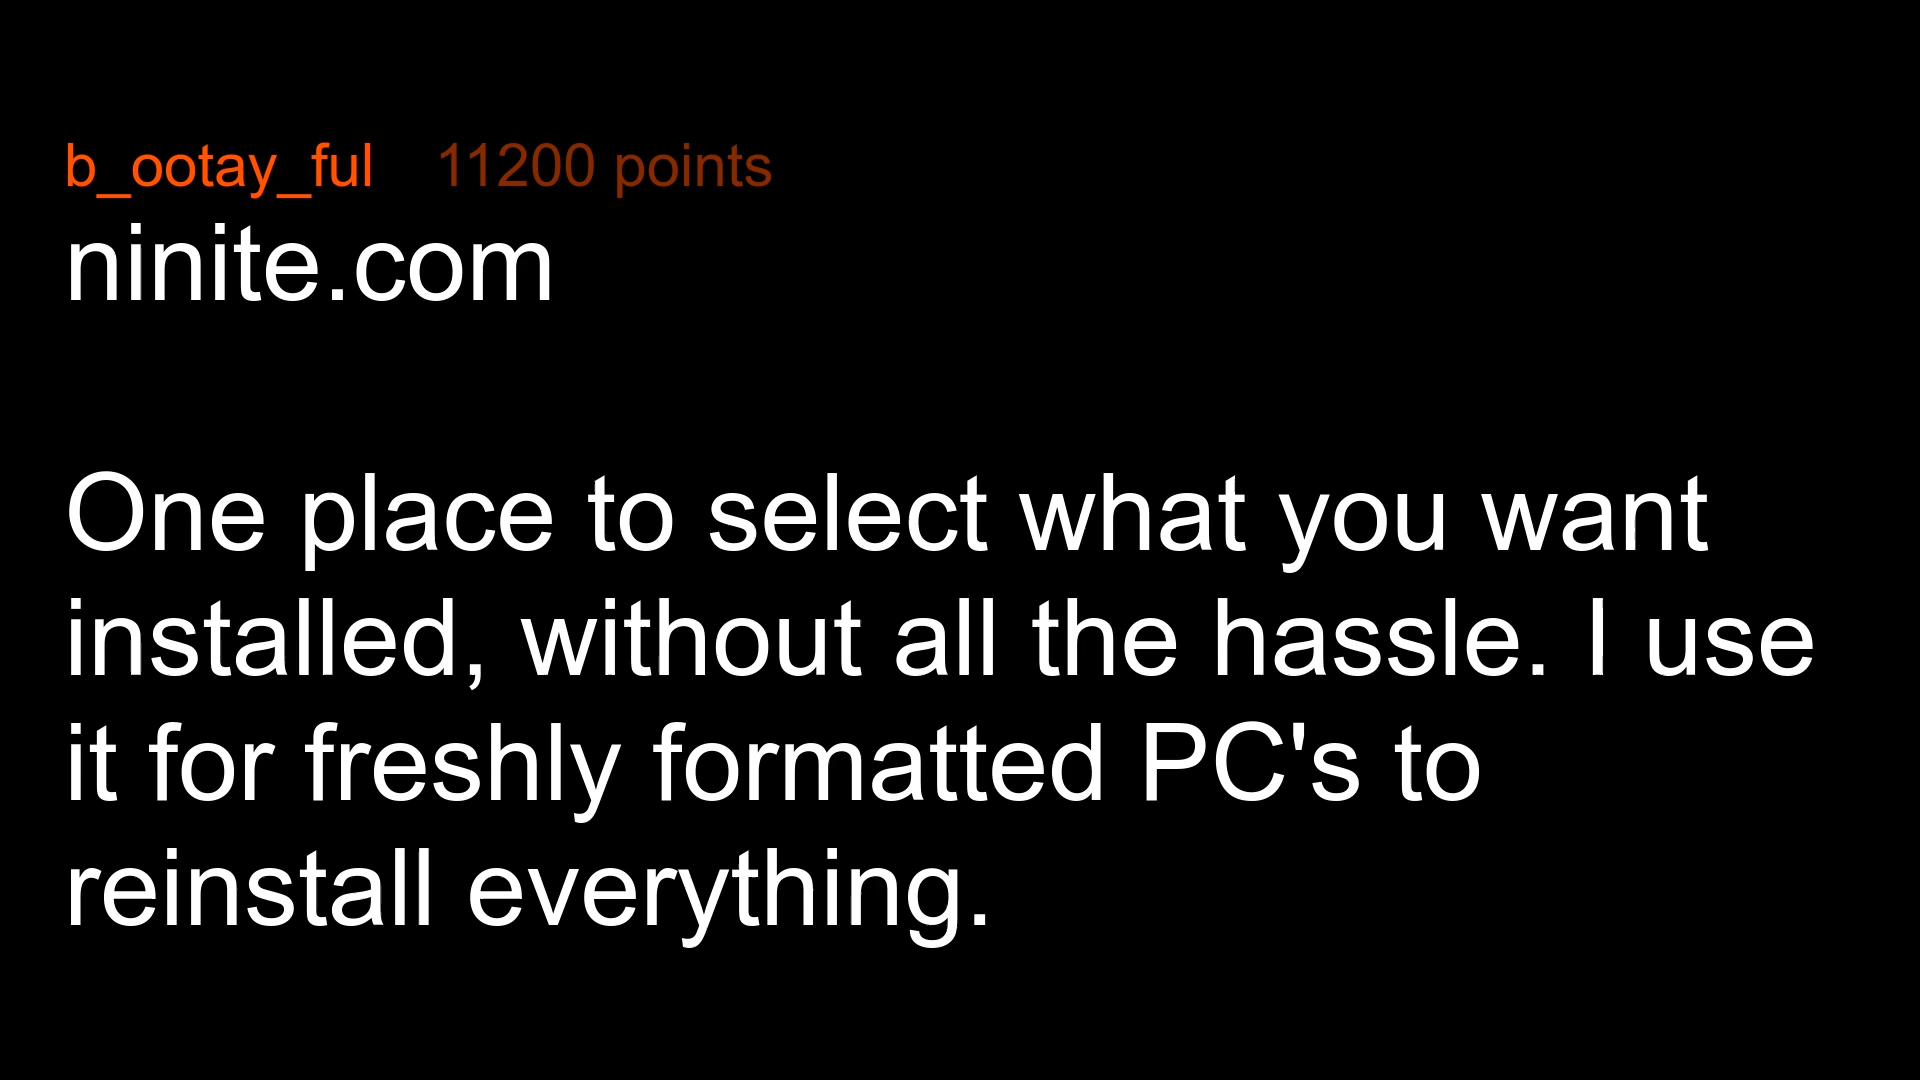 b_ootay_ful 11200 points
ninite.com
One place to select what you want
installed, without all the hassle. I use
it for freshly formatted PC's to
reinstall everything.